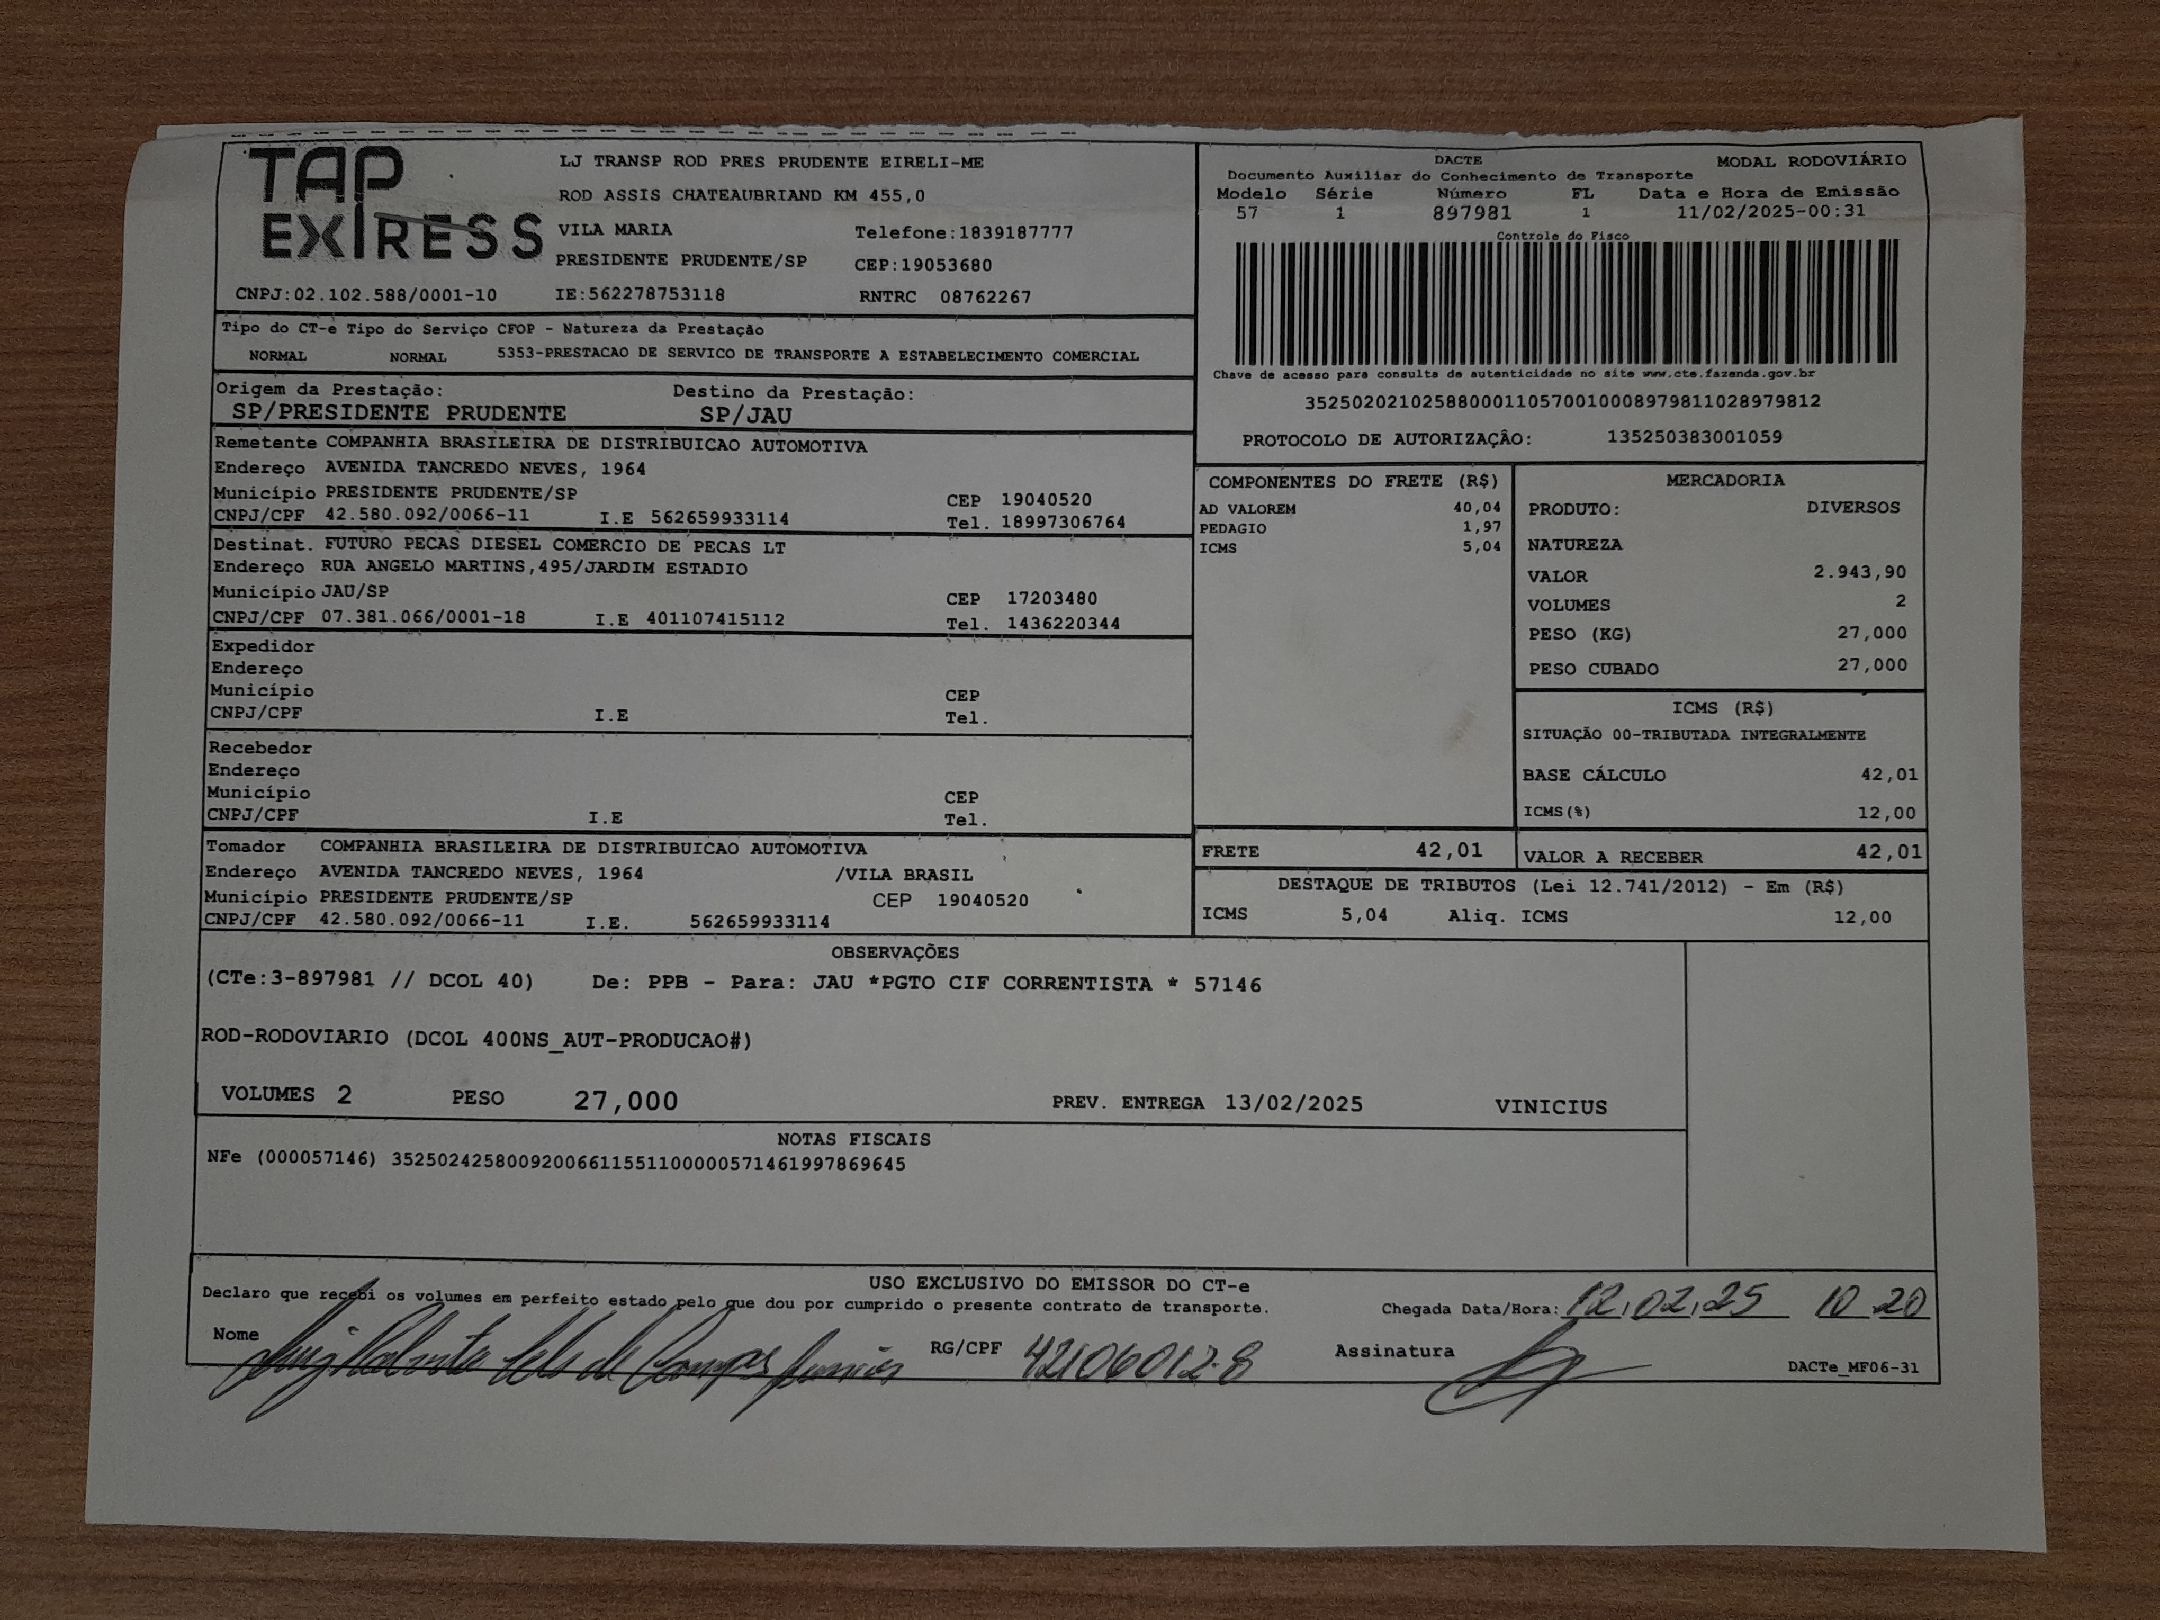 TAP
EXPRESS
LJ TRANSP ROD PRES PRUDENTE EIRELI-ME
ROD ASSIS CHATEAUBRIAND KM 455,0
VILA MARIA Telefone:1839187777
PRESIDENTE PRUDENTE/SP CEP:19053680
CNPJ:02.102.588/0001-10 IE:562278753118 RNTRC 08762267
DACTE MODAL RODOVIÁRIO
Documento Auxiliar do Conhecimento de Transporte
Modelo Série Número FL Data e Hora de Emissão
57 1 897981 1 11/02/2025-00:31
Controle do Fisco
Chave de acesso para consulta de autenticidade no site www.cte.fazenda.gov.br
35250202102588000110570010008979811028979812
PROTOCOLO DE AUTORIZAÇÃO: 135250383001059
Tipo do CT-e Tipo do Serviço CFOP - Natureza da Prestação
NORMAL NORMAL 5353-PRESTACAO DE SERVICO DE TRANSPORTE A ESTABELECIMENTO COMERCIAL
Origem da Prestação: Destino da Prestação:
SP/PRESIDENTE PRUDENTE SP/JAU
Remetente COMPANHIA BRASILEIRA DE DISTRIBUICAO AUTOMOTIVA
Endereço AVENIDA TANCREDO NEVES, 1964
Município PRESIDENTE PRUDENTE/SP CEP 19040520
CNPJ/CPF 42.580.092/0066-11 I.E 562659933114 Tel. 18997306764
Destinat. FUTURO PECAS DIESEL COMERCIO DE PECAS LT
Endereço RUA ANGELO MARTINS,495/JARDIM ESTADIO
Município JAU/SP CEP 17203480
CNPJ/CPF 07.381.066/0001-18 I.E 401107415112 Tel. 1436220344
Expedidor
Endereço
Município CEP
CNPJ/CPF I.E Tel.
Recebedor
Endereço
Município CEP
CNPJ/CPF I.E Tel.
Tomador COMPANHIA BRASILEIRA DE DISTRIBUICAO AUTOMOTIVA
Endereço AVENIDA TANCREDO NEVES, 1964 /VILA BRASIL
Município PRESIDENTE PRUDENTE/SP CEP 19040520
CNPJ/CPF 42.580.092/0066-11 I.E. 562659933114
COMPONENTES DO FRETE (R$)
AD VALOREM 40,04
PEDAGIO 1,97
ICMS 5,04
MERCADORIA
PRODUTO: DIVERSOS
NATUREZA
VALOR 2.943,90
VOLUMES 2
PESO (KG) 27,000
PESO CUBADO 27,000
ICMS (R$)
SITUAÇÃO 00-TRIBUTADA INTEGRALMENTE
BASE CÁLCULO 42,01
ICMS(%) 12,00
FRETE 42,01 VALOR A RECEBER 42,01
DESTAQUE DE TRIBUTOS (Lei 12.741/2012) - Em (R$)
ICMS 5,04 Aliq. ICMS 12,00
OBSERVAÇÕES
(CTe:3-897981 // DCOL 40) De: PPB - Para: JAU *PGTO CIF CORRENTISTA * 57146
ROD-RODOVIARIO (DCOL 400NS_AUT-PRODUCAO#)
VOLUMES 2 PESO 27,000 PREV. ENTREGA 13/02/2025 VINICIUS
NOTAS FISCAIS
NFe (000057146) 35250242580092006611551100000571461997869645
USO EXCLUSIVO DO EMISSOR DO CT-e
Declaro que recebi os volumes em perfeito estado pelo que dou por cumprido o presente contrato de transporte. Chegada Data/Hora: 12.02.25 10 20
Nome de Campos Junior RG/CPF 42106012-8 Assinatura
DACTe_MF06-31